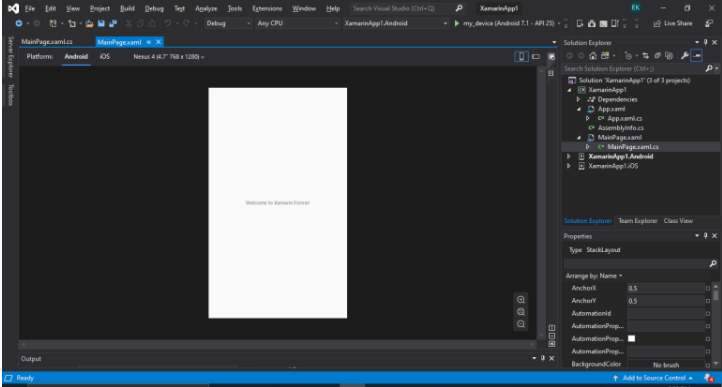 File Edit View Project Build Debug Test Analyze Tools Extensions Window Help Search Visual Studio (Ctrl+Q) XamarinApp1 EK
Debug Any CPU XamarinApp1.Android my_device (Android 7.1 - API 25) Live Share
Server Explorer
Toolbox
MainPage.xaml.cs MainPage.xaml
Platform: Android iOS Nexus 4 (4.7" 768 x 1280)
Welcome to Xamarin.Forms!
Output
Solution Explorer
Search Solution Explorer (Ctrl+;)
Solution 'XamarinApp1' (3 of 3 projects)
XamarinApp1
Dependencies
App.xaml
App.xaml.cs
AssemblyInfo.cs
MainPage.xaml
MainPage.xaml.cs
XamarinApp1.Android
XamarinApp1.iOS
Solution Explorer Team Explorer Class View
Properties
Type StackLayout
Arrange by: Name
AnchorX 0.5
AnchorY 0.5
AutomationId
AutomationProp...
AutomationProp...
AutomationProp...
BackgroundColor No brush
Ready Add to Source Control